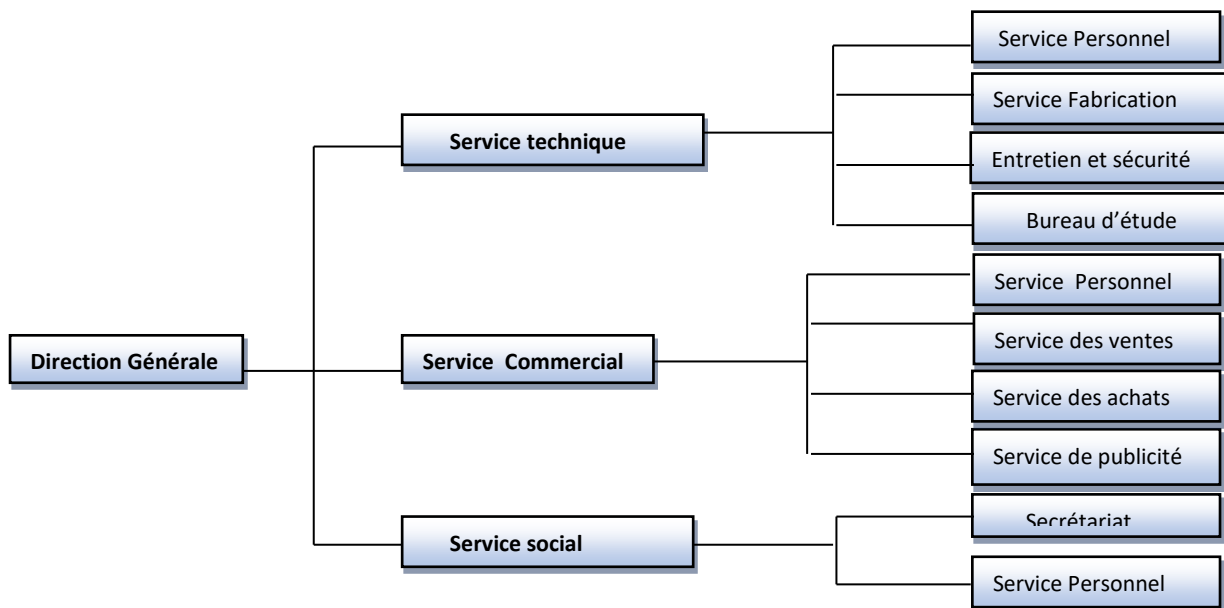 Service Personnel
Service Fabrication
Service technique
Entretien et sécurité
Bureau d’étude
Service Personnel
Service des ventes
Direction Générale
Service Commercial
Service des achats
Service de publicité
Secrétariat
Service social
Service Personnel